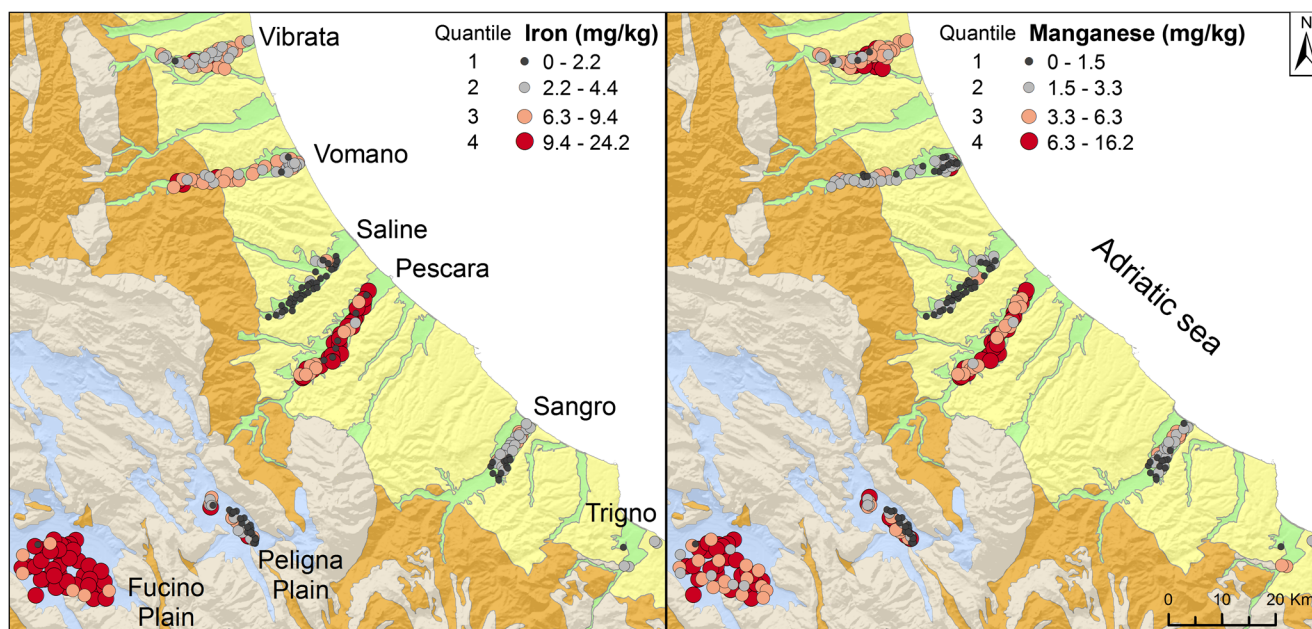 Vibrata
Quantile Iron (mg/kg)
1 0 - 2.2
2 2.2 - 4.4
3 6.3 - 9.4
4 9.4 - 24.2
Vomano
Saline
Pescara
Sangro
Trigno
Peligna
Plain
Fucino
Plain
Quantile Manganese (mg/kg)
1 0 - 1.5
2 1.5 - 3.3
3 3.3 - 6.3
4 6.3 - 16.2
N
Adriatic sea
0 10 20 Km